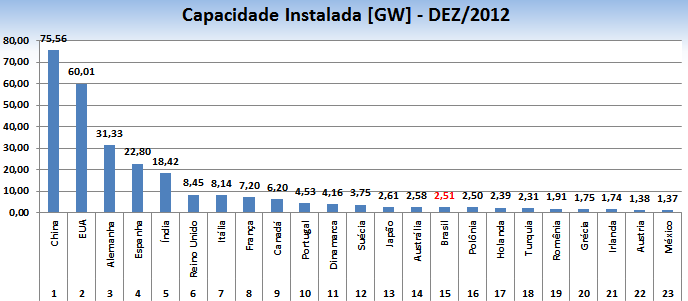 Capacidade Instalada [GW] - DEZ/2012
80,00
70,00
60,00
50,00
40,00
30,00
20,00
10,00
0,00
75,56
60,01
31,33
22,80
18,42
8,45
8,14
7,20
6,20
4,53
4,16
3,75
2,61
2,58
2,51
2,50
2,39
2,31
1,91
1,75
1,74
1,38
1,37
China
EUA
Alemanha
Espanha
Índia
Reino Unido
Itália
França
Canadá
Portugal
Dinamarca
Suécia
Japão
Austrália
Brasil
Polônia
Holanda
Turquia
Romênia
Grécia
Irlanda
Austria
México
1 2 3 4 5 6 7 8 9 10 11 12 13 14 15 16 17 18 19 20 21 22 23